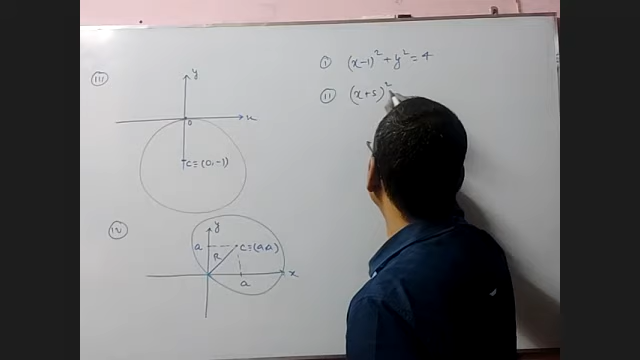 III
y
O
x
C≡(0,-1)
IV
y
a
C≡(a,a)
R
a
x
I (x-1)² + y² = 4
II (x+5)²